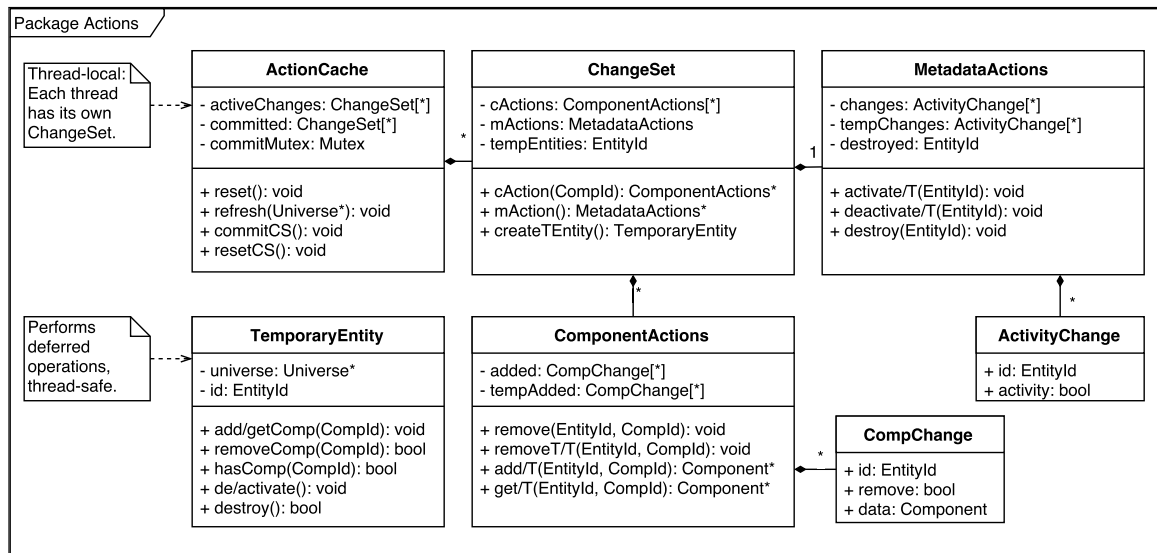 Package Actions
Thread-local:
Each thread
has its own
ChangeSet.
ActionCache
- activeChanges: ChangeSet[*]
- committed: ChangeSet[*]
- commitMutex: Mutex
+ reset(): void
+ refresh(Universe*): void
+ commitCS(): void
+ resetCS(): void
*
ChangeSet
- cActions: ComponentActions[*]
- mActions: MetadataActions
- tempEntities: EntityId
+ cAction(CompId): ComponentActions*
+ mAction(): MetadataActions*
+ createTEntity(): TemporaryEntity
1
MetadataActions
- changes: ActivityChange[*]
- tempChanges: ActivityChange[*]
- destroyed: EntityId
+ activate/T(EntityId): void
+ deactivate/T(EntityId): void
+ destroy(EntityId): void
*
*
Performs
deferred
operations,
thread-safe.
TemporaryEntity
- universe: Universe*
- id: EntityId
+ add/getComp(CompId): void
+ removeComp(CompId): bool
+ hasComp(CompId): bool
+ de/activate(): void
+ destroy(): bool
ComponentActions
- added: CompChange[*]
- tempAdded: CompChange[*]
+ remove(EntityId, CompId): void
+ removeT/T(EntityId, CompId): void
+ add/T(EntityId, CompId): Component*
+ get/T(EntityId, CompId): Component*
*
ActivityChange
+ id: EntityId
+ activity: bool
CompChange
+ id: EntityId
+ remove: bool
+ data: Component